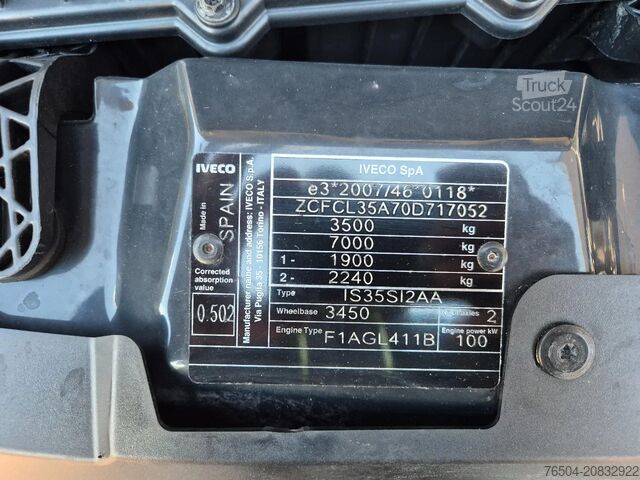 Truck
Scout24
IVECO
Made in
SPAIN
Corrected
absorption
value
0.502
Manufacturer name and address: IVECO S.p.A.
Via Puglia 35 - 10156 Torino - ITALY
IVECO SpA
e3*2007/46*0118*
ZCFCL35A70D717052
3500 kg
7000 kg
1- 1900 kg
2- 2240 kg
Type IS35SI2AA
Wheelbase 3450 N. of axles 2
Engine Type F1AGL411B Engine power kW 100
76504-20832922